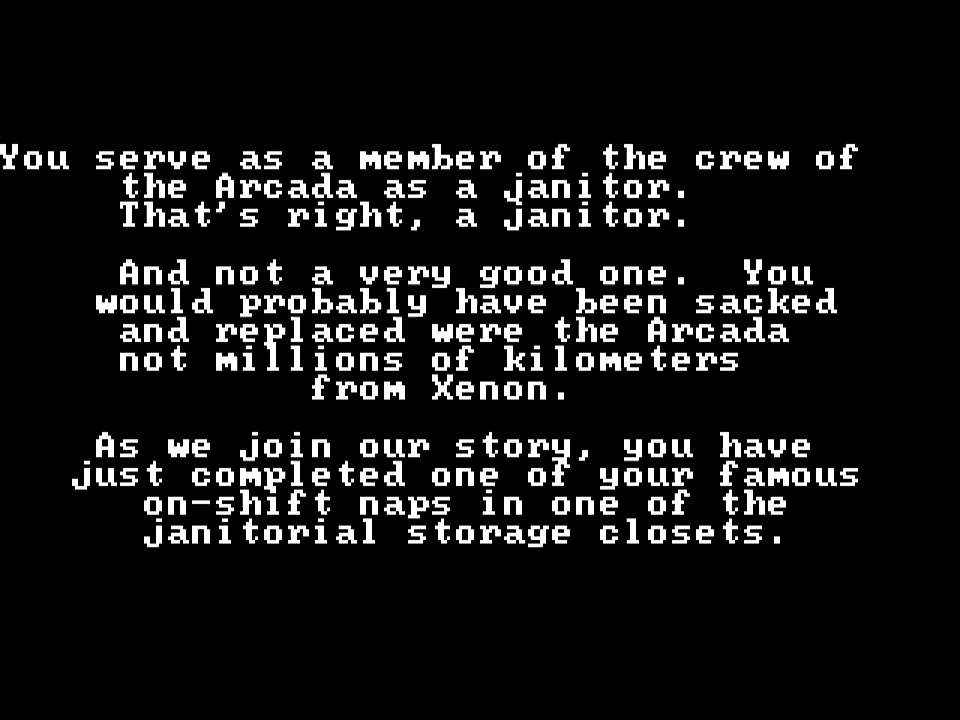 You serve as a member of the crew of
the Arcada as a janitor.
That's right, a janitor.
And not a very good one.  You
would probably have been sacked
and replaced were the Arcada
not millions of kilometers
from Xenon.
As we join our story, you have
just completed one of your famous
on-shift naps in one of the
janitorial storage closets.